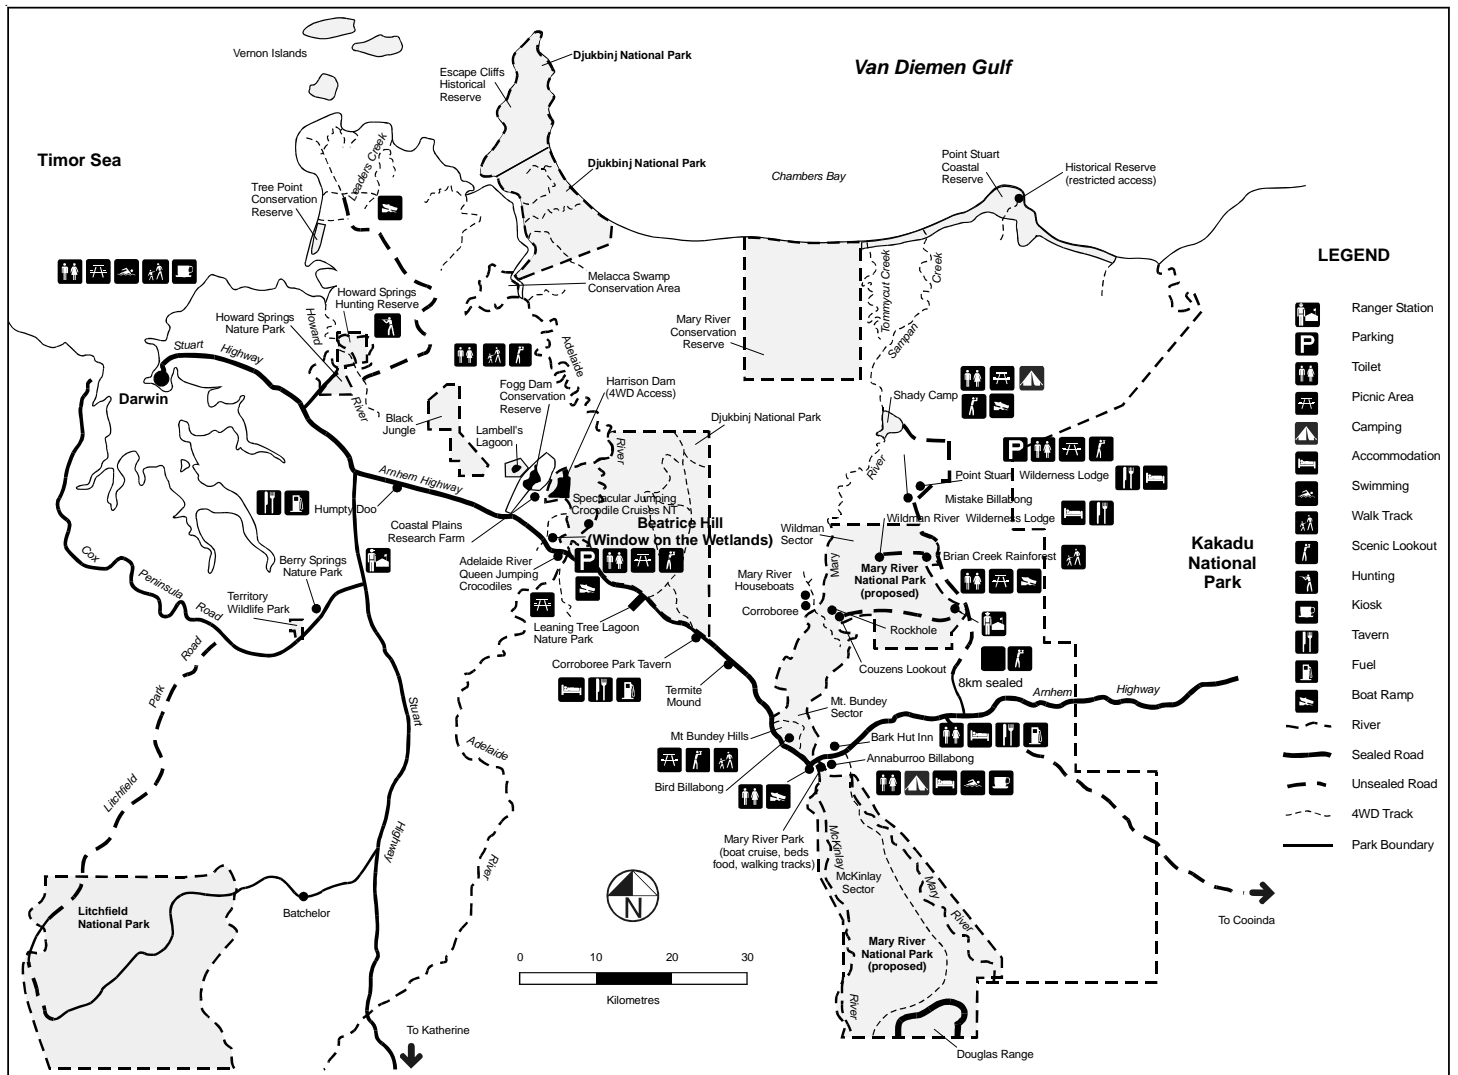 Vernon Islands
Djukbinj National Park
Escape Cliffs
Historical
Reserve
Van Diemen Gulf
Timor Sea
Leaders Creek
Djukbinj National Park
Chambers Bay
Point Stuart
Coastal
Reserve
Historical Reserve
(restricted access)
Tree Point
Conservation
Reserve
Melacca Swamp
Conservation Area
Howard Springs
Hunting Reserve
Howard Springs
Nature Park
Howard
River
Stuart
Highway
Darwin
Adelaide
River
Mary River
Conservation
Reserve
Tommycut Creek
Sampan
Creek
Fogg Dam
Conservation
Reserve
Harrison Dam
(4WD Access)
Black
Jungle
Lambell's
Lagoon
Djukbinj National Park
Shady Camp
River
Arnhem Highway
Humpty Doo
Coastal Plains
Research Farm
Spectacular Jumping
Crocodile Cruises NT
Beatrice Hill
(Window on the Wetlands)
P
P
Point Stuart Wilderness Lodge
Mistake Billabong
Wildman River Wilderness Lodge
Wildman
Sector
Mary
Brian Creek Rainforest
Mary River
National Park
(proposed)
Kakadu
National
Park
Cox
Peninsula
Road
Berry Springs
Nature Park
Territory
Wildlife Park
Adelaide River
Queen Jumping
Crocodiles
Mary River
Houseboats
Corroboree
Rockhole
Leaning Tree Lagoon
Nature Park
Couzens Lookout
Corroboree Park Tavern
Termite
Mound
8km sealed
Arnhem
Highway
Mt. Bundey
Sector
Mt Bundey Hills
Bark Hut Inn
Annaburroo Billabong
Bird Billabong
Mary River Park
(boat cruise, beds
food, walking tracks)
McKinlay
River
McKinlay
Sector
Mary
River
Mary River
National Park
(proposed)
Douglas Range
To Cooinda
Road
Park
Litchfield
Stuart
Highway
Adelaide
River
Litchfield
National Park
Batchelor
To Katherine
N
0 10 20 30
Kilometres
LEGEND
Ranger Station
P Parking
Toilet
Picnic Area
Camping
Accommodation
Swimming
Walk Track
Scenic Lookout
Hunting
Kiosk
Tavern
Fuel
Boat Ramp
River
Sealed Road
Unsealed Road
4WD Track
Park Boundary